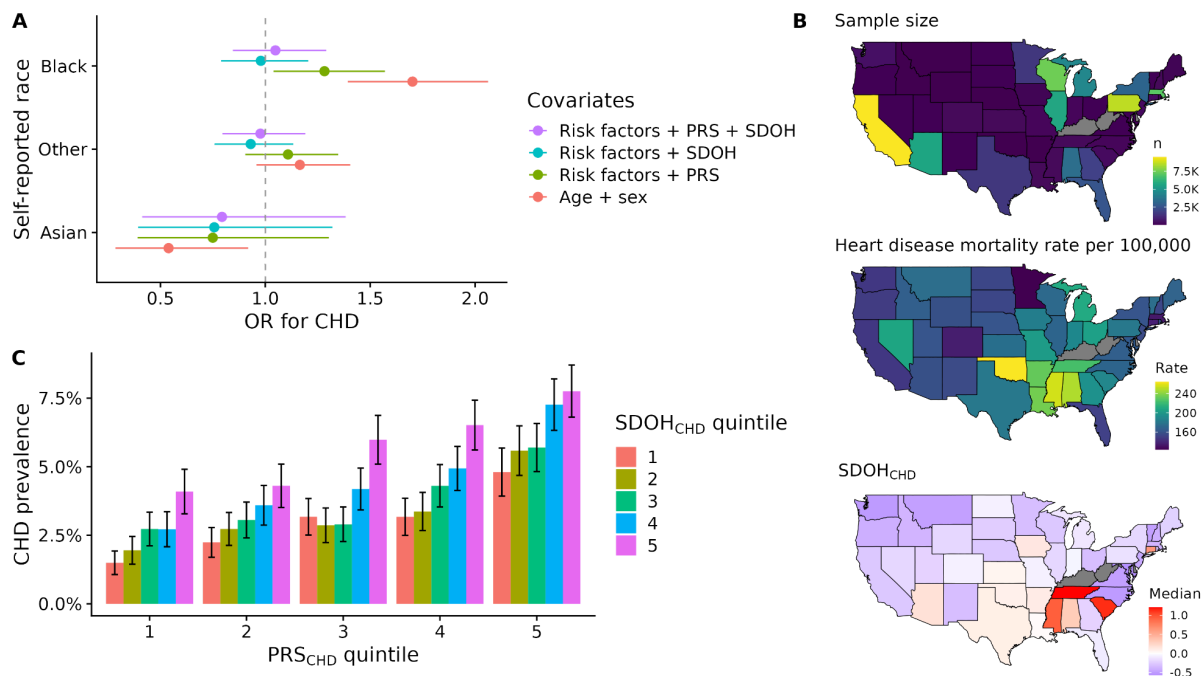 A
Self-reported race
Black
Other
Asian
0.5
1.0
1.5
2.0
OR for CHD
Covariates
Risk factors + PRS + SDOH
Risk factors + SDOH
Risk factors + PRS
Age + sex
B
Sample size
n
7.5K
5.0K
2.5K
Heart disease mortality rate per 100,000
Rate
240
200
160
SDOH_CHD
Median
1.0
0.5
0.0
-0.5
C
CHD prevalence
7.5%
5.0%
2.5%
0.0%
1
2
3
4
5
PRS_CHD quintile
SDOH_CHD quintile
1
2
3
4
5